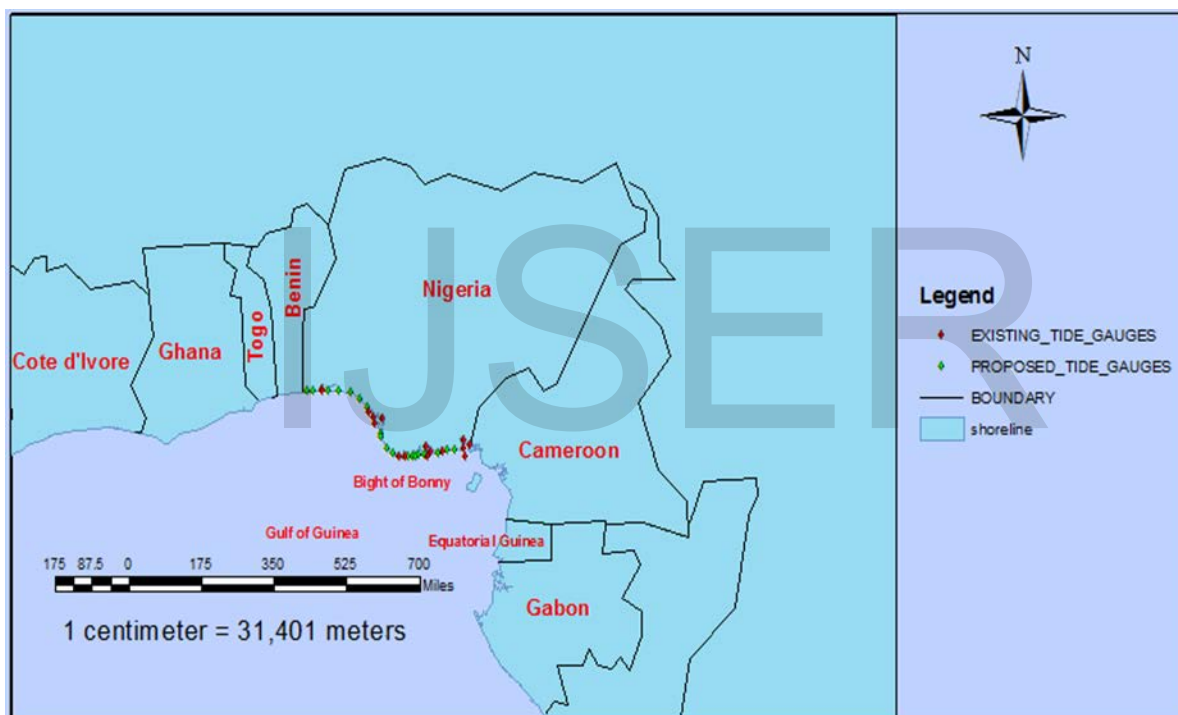 N
IJSER
Nigeria
Benin
Togo
Ghana
Cote d'Ivore
Cameroon
Bight of Bonny
Gulf of Guinea
Equatorial Guinea
Gabon
175 87.5 0 175 350 525 700
Miles
1 centimeter = 31,401 meters
Legend
EXISTING_TIDE_GAUGES
PROPOSED_TIDE_GAUGES
BOUNDARY
shoreline